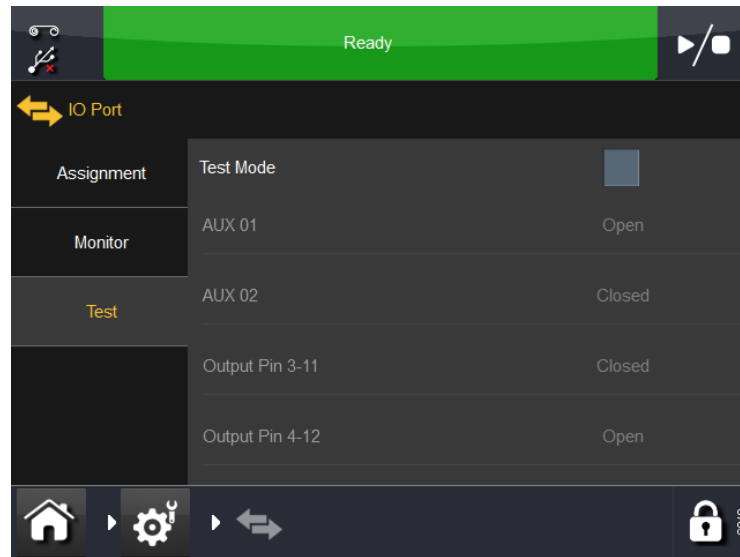 Ready
IO Port
Assignment
Monitor
Test
Test Mode
AUX 01 Open
AUX 02 Closed
Output Pin 3-11 Closed
Output Pin 4-12 Open